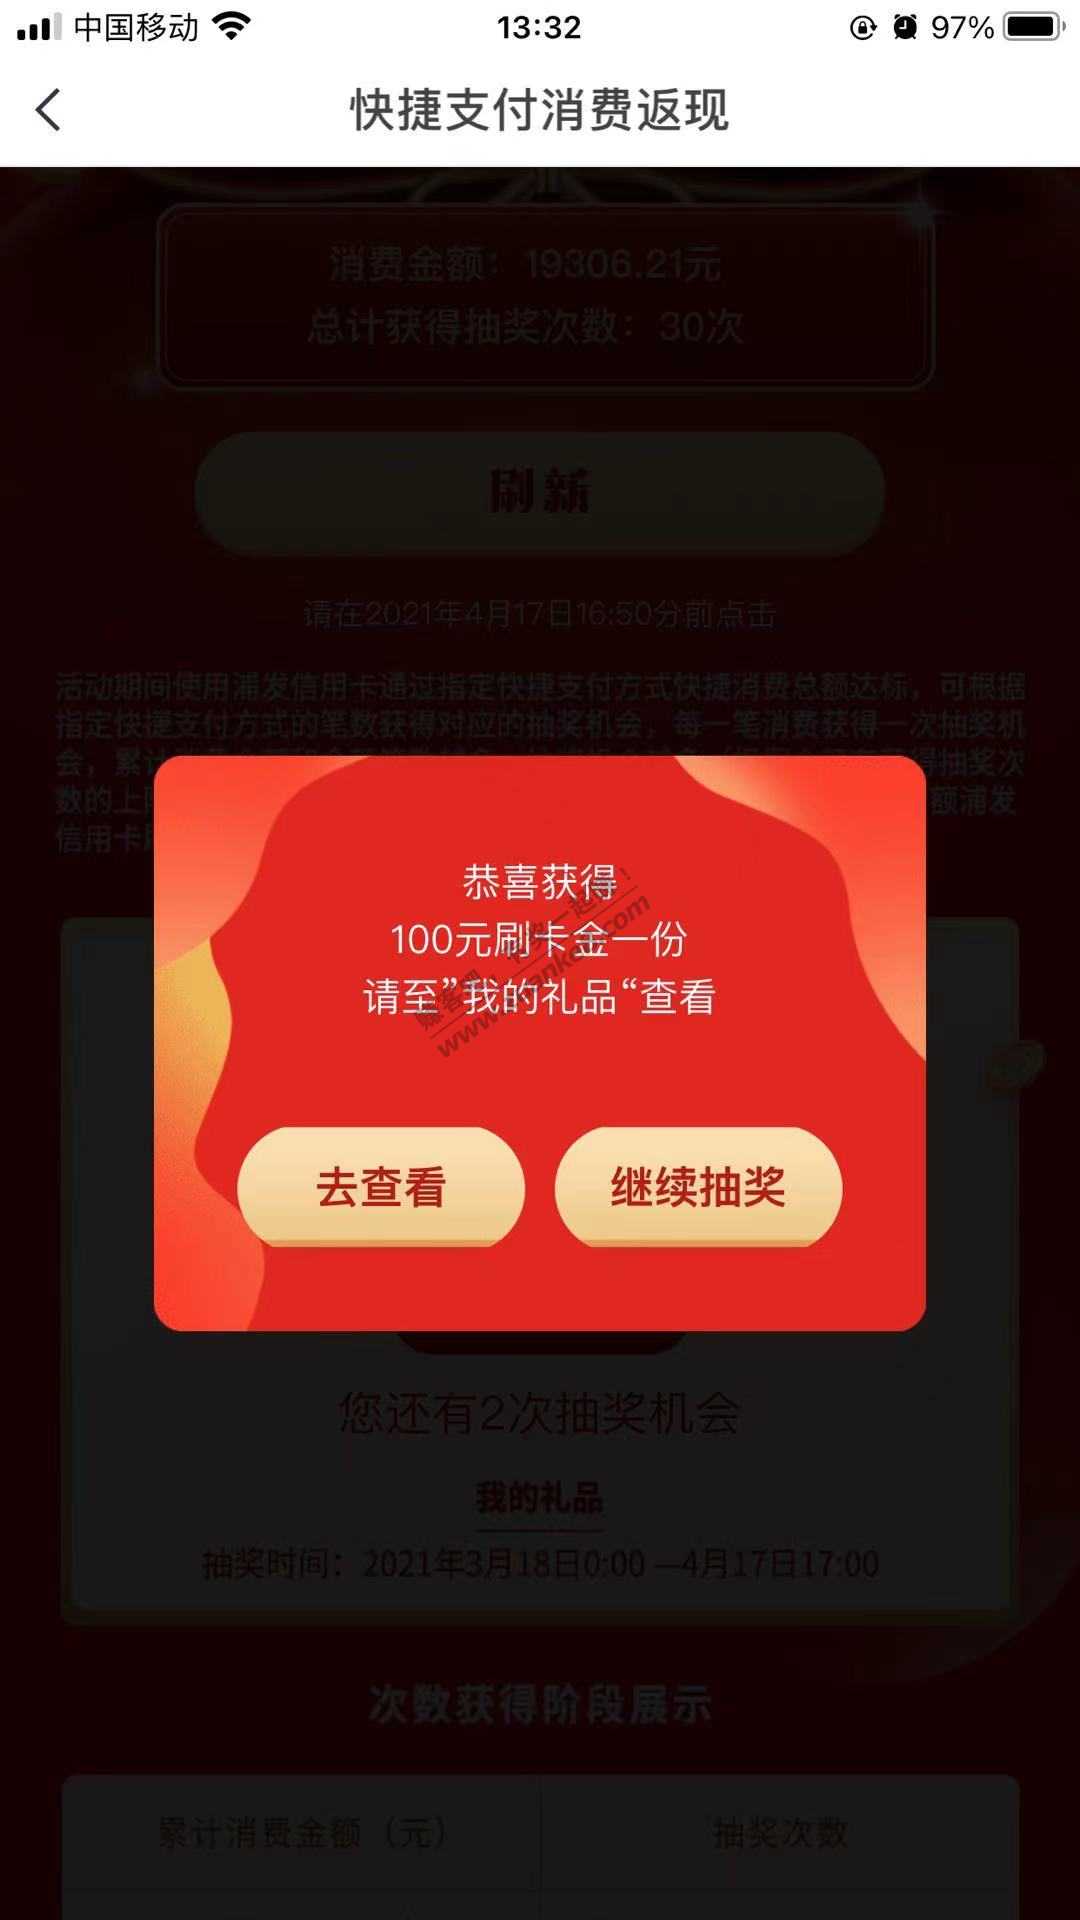 中国移动 13:32 97%
快捷支付消费返现
消费金额：19306.21元
总计获得抽奖次数：30次
刷新
请在2021年4月17日16:50分前点击
活动期间使用浦发信用卡通过指定快捷支付方式快捷消费总额达标，可根据
指定快捷支付方式的笔数获得对应的抽奖机会，每一笔消费获得一次抽奖机
会，累计 得抽奖次
数的上限 额浦发
信用卡刷
恭喜获得
100元刷卡金一份
请至”我的礼品“查看
www.zhuanke8.com
去查看 继续抽奖
您还有2次抽奖机会
我的礼品
抽奖时间：2021年3月18日0:00 —4月17日17:00
次数获得阶段展示
累计消费金额（元） 抽奖次数